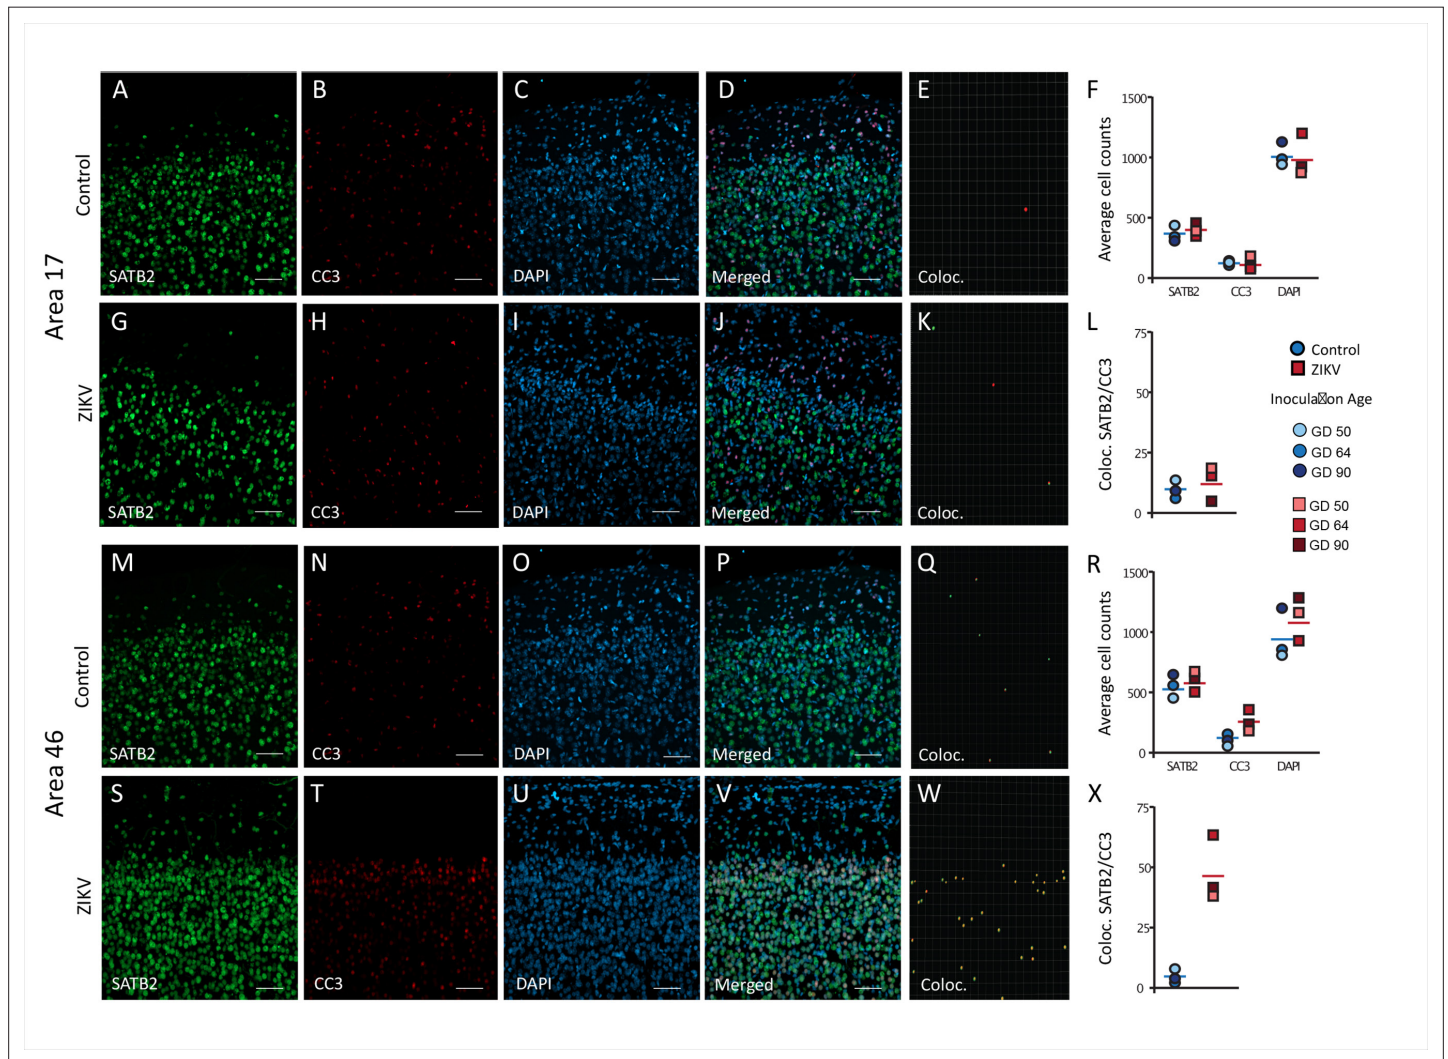 A B C D E F
1500
1000
500
0
Average cell counts
SATB2 CC3 DAPI
Control
SATB2 CC3 DAPI Merged Coloc.
Area 17
G H I J K L
75
50
25
0
Coloc. SATB2/CC3
ZIKV
SATB2 CC3 DAPI Merged Coloc.
Control
ZIKV
Age
GD 50
GD 64
GD 90
GD 50
GD 64
GD 90
M N O P Q R
1500
1000
500
0
Average cell counts
SATB2 CC3 DAPI
Control
SATB2 CC3 DAPI Merged Coloc.
Area 46
S T U V W X
75
50
25
0
Coloc. SATB2/CC3
ZIKV
SATB2 CC3 DAPI Merged Coloc.